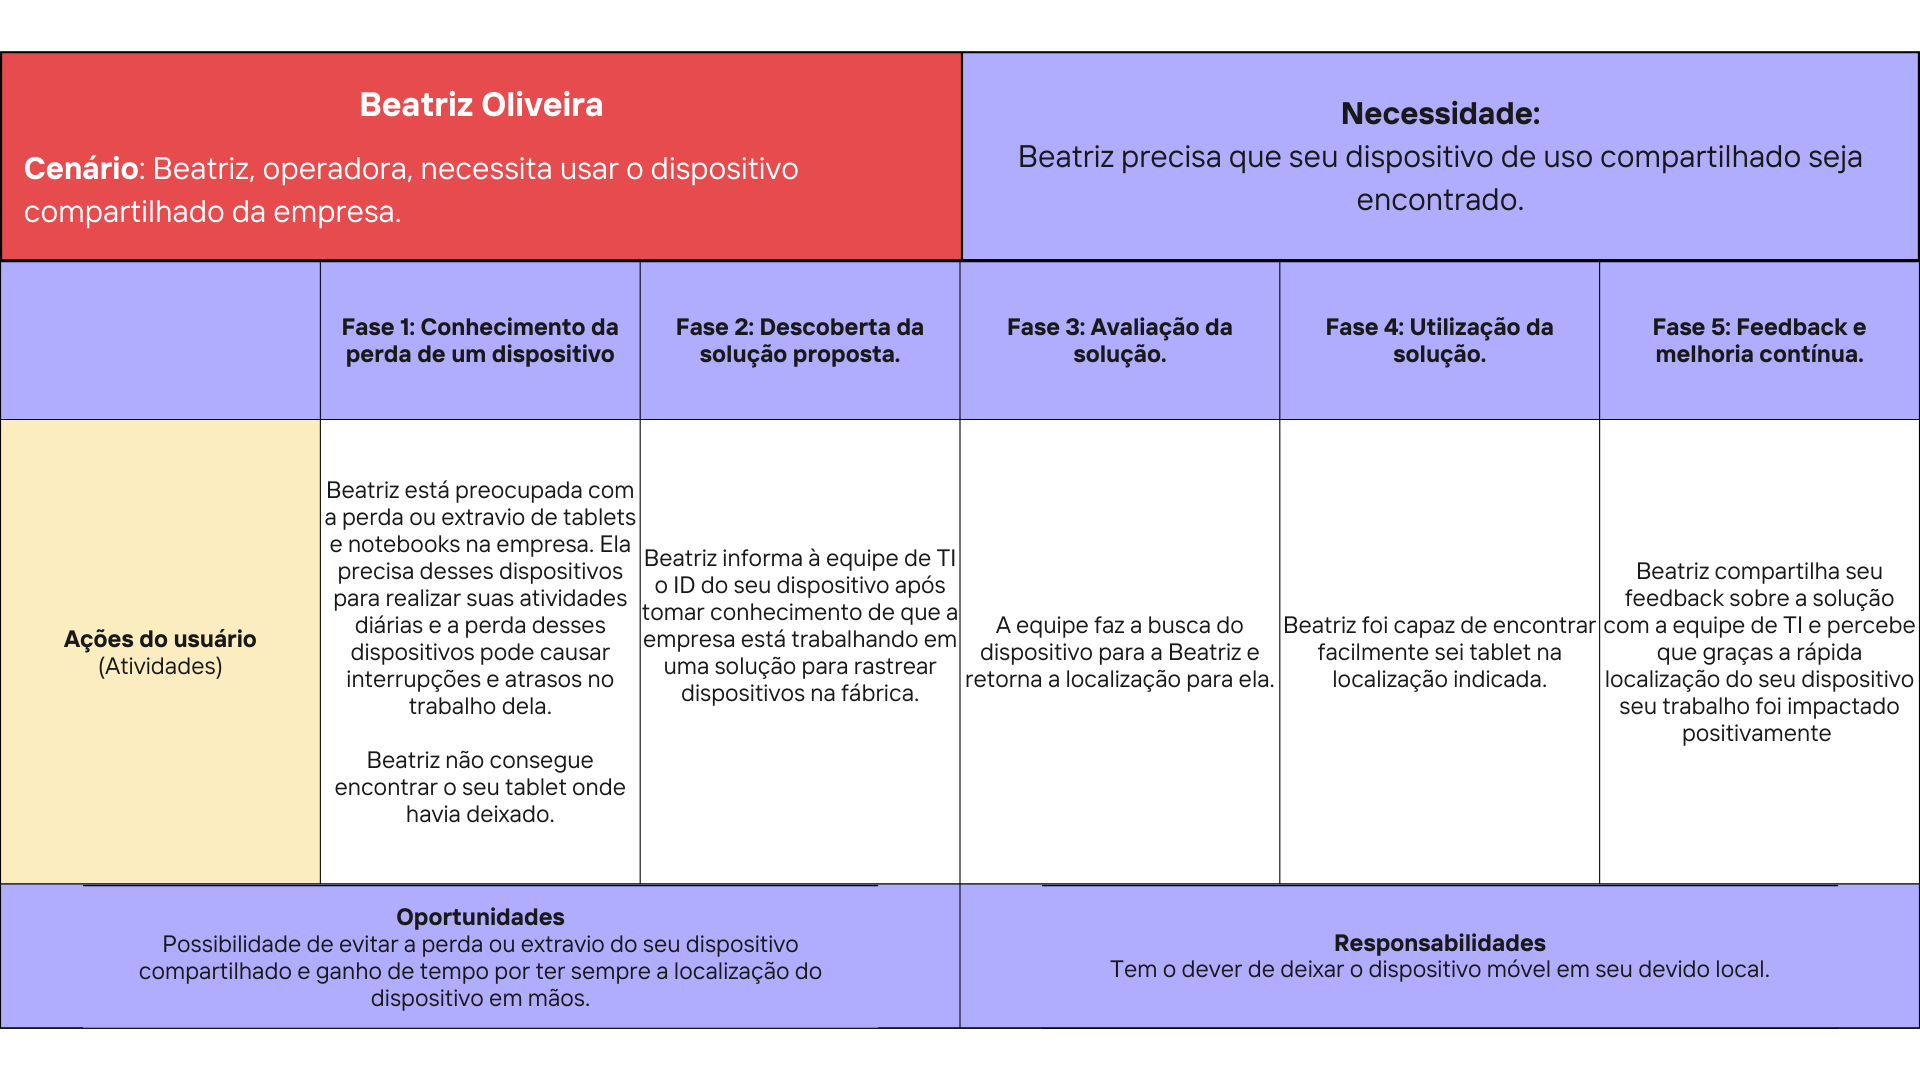 Beatriz Oliveira
Cenário: Beatriz, operadora, necessita usar o dispositivo
compartilhado da empresa.
Necessidade:
Beatriz precisa que seu dispositivo de uso compartilhado seja
encontrado.
Fase 1: Conhecimento da
perda de um dispositivo
Fase 2: Descoberta da
solução proposta.
Fase 3: Avaliação da
solução.
Fase 4: Utilização da
solução.
Fase 5: Feedback e
melhoria contínua.
Ações do usuário
(Atividades)
Beatriz está preocupada com
a perda ou extravio de tablets
e notebooks na empresa. Ela
precisa desses dispositivos
para realizar suas atividades
diárias e a perda desses
dispositivos pode causar
interrupções e atrasos no
trabalho dela.
Beatriz não consegue
encontrar o seu tablet onde
havia deixado.
Beatriz informa à equipe de TI
o ID do seu dispositivo após
tomar conhecimento de que a
empresa está trabalhando em
uma solução para rastrear
dispositivos na fábrica.
A equipe faz a busca do
dispositivo para a Beatriz e
retorna a localização para ela.
Beatriz foi capaz de encontrar
facilmente sei tablet na
localização indicada.
Beatriz compartilha seu
feedback sobre a solução
com a equipe de TI e percebe
que graças a rápida
localização do seu dispositivo
seu trabalho foi impactado
positivamente
Oportunidades
Possibilidade de evitar a perda ou extravio do seu dispositivo
compartilhado e ganho de tempo por ter sempre a localização do
dispositivo em mãos.
Responsabilidades
Tem o dever de deixar o dispositivo móvel em seu devido local.